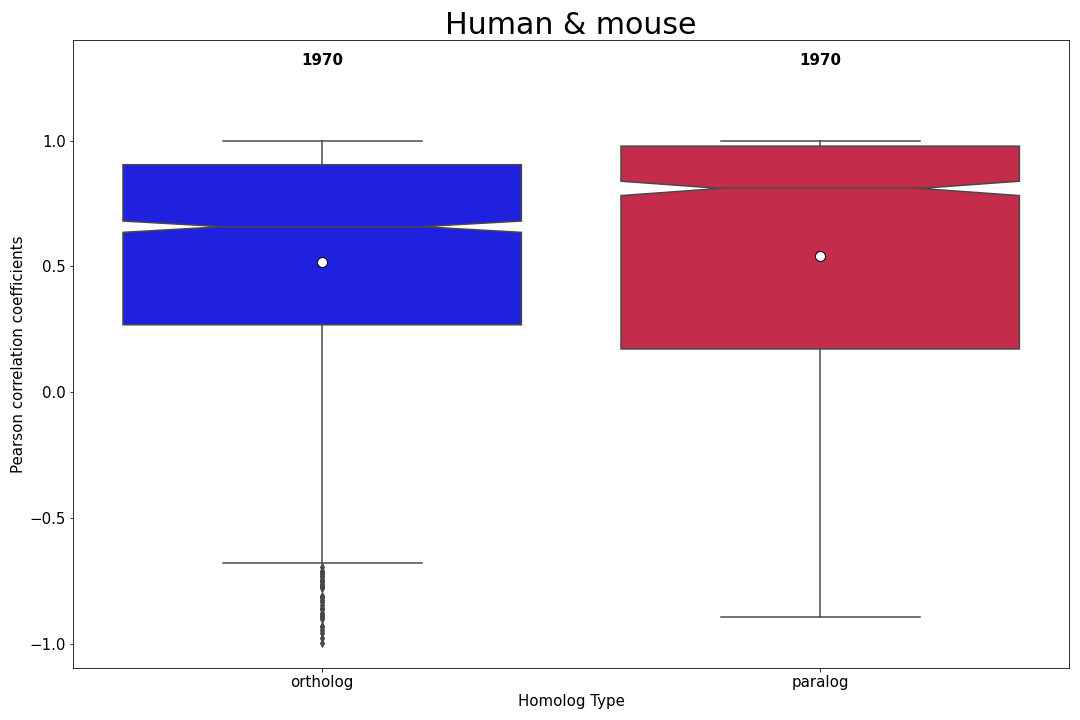 Human & mouse
1970 1970
1.0
0.5
0.0
−0.5
−1.0
Pearson correlation coefficients
ortholog paralog
Homolog Type